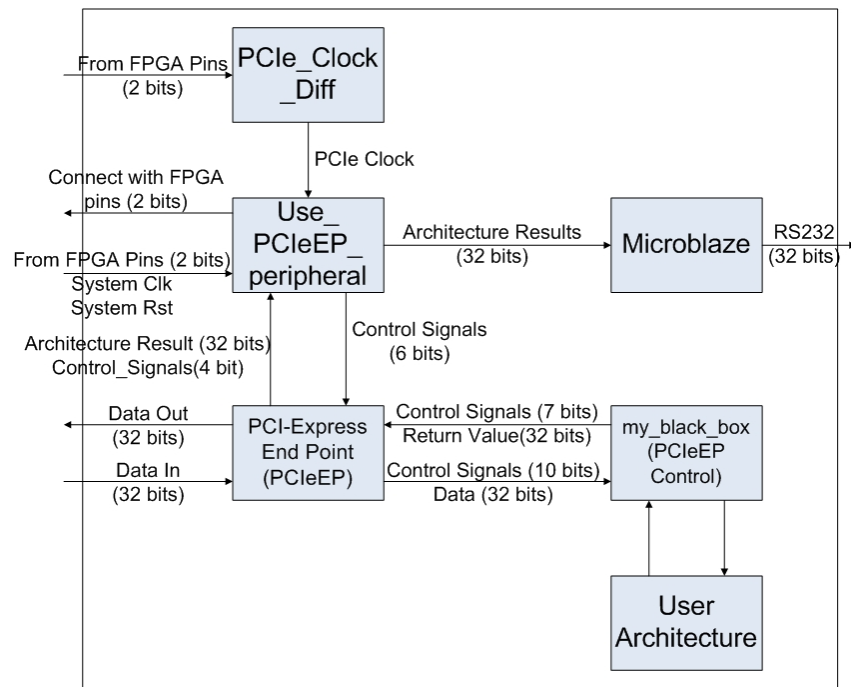 From FPGA Pins
(2 bits)
PCIe_Clock
_Diff
PCIe Clock
Connect with FPGA
pins (2 bits)
Use_
PCIeEP_
peripheral
Architecture Results
(32 bits)
Microblaze
RS232
(32 bits)
From FPGA Pins (2 bits)
System Clk
System Rst
Architecture Result (32 bits)
Control_Signals(4 bit)
Control Signals
(6 bits)
Data Out
(32 bits)
Data In
(32 bits)
PCI-Express
End Point
(PCIeEP)
Control Signals (7 bits)
Return Value(32 bits)
Control Signals (10 bits)
Data (32 bits)
my_black_box
(PCIeEP
Control)
User
Architecture